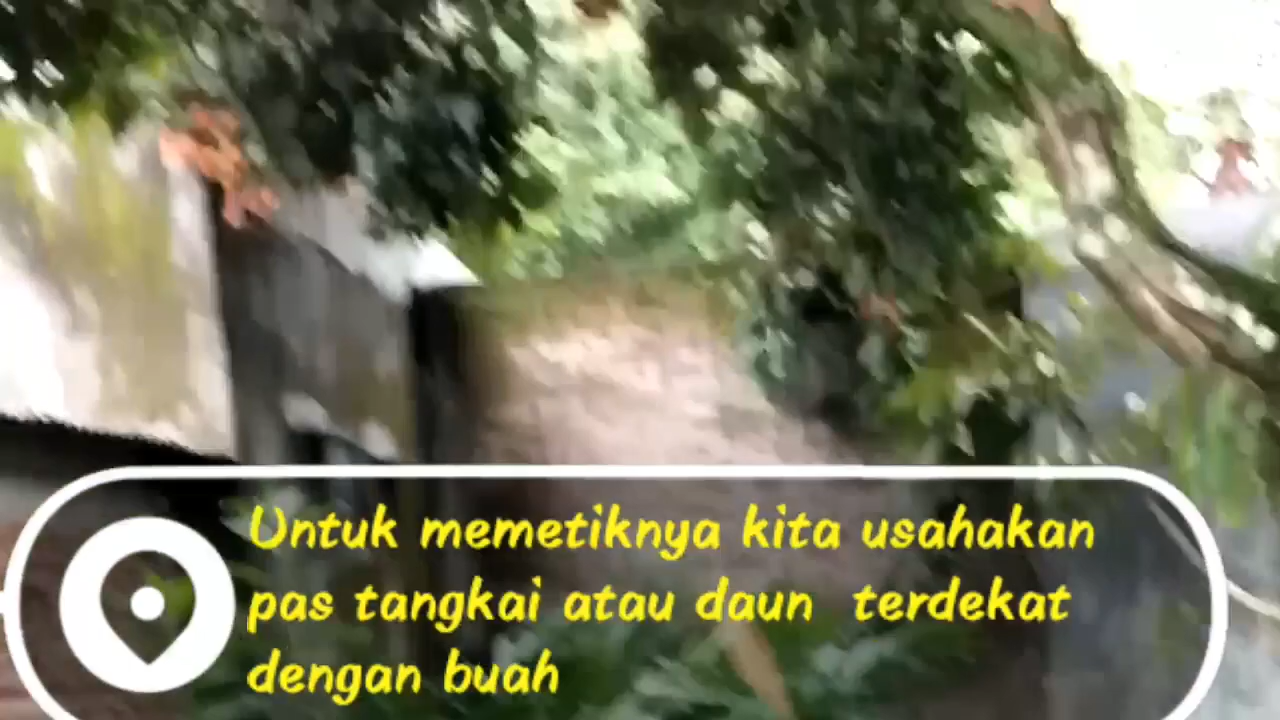 Untuk memetiknya kita usahakan
pas tangkai atau daun terdekat
dengan buah